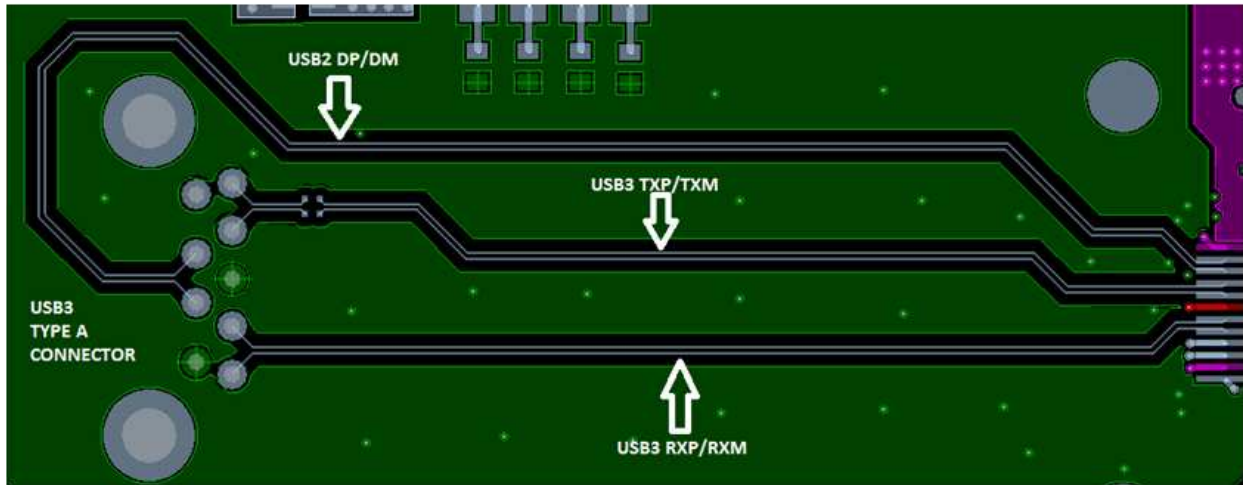 USB2 DP/DM
USB3 TXP/TXM
USB3
TYPE A
CONNECTOR
USB3 RXP/RXM